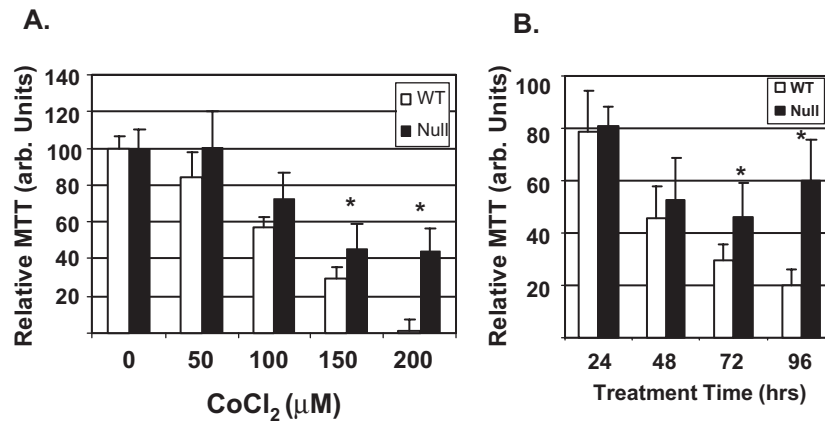 A.
Relative MTT (arb. Units)
140
120
100
80
60
40
20
WT
Null
*
*
0 50 100 150 200
CoCl₂ (μM)
B.
Relative MTT (arb. Units)
100
80
60
40
20
WT
Null
*
*
24 48 72 96
Treatment Time (hrs)